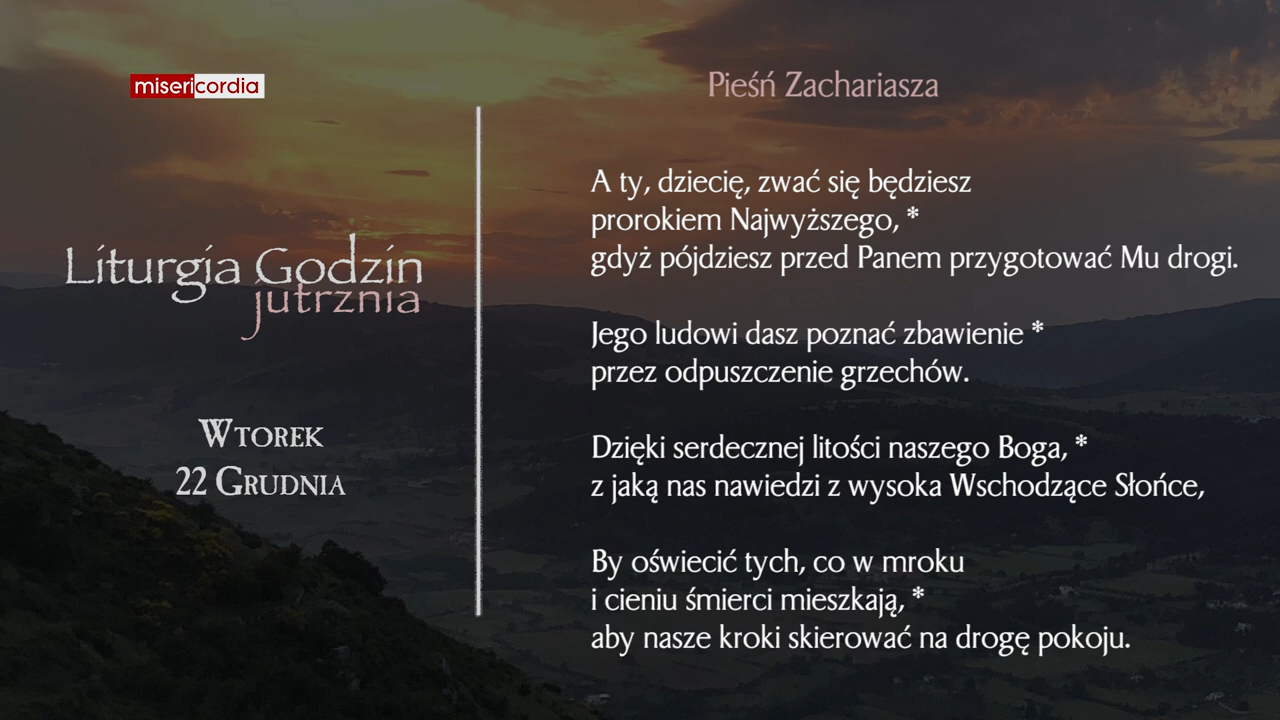 misericordia
Liturgia Godzin
jutrznia
Wtorek
22 Grudnia
Pieśń Zachariasza
A ty, dziecię, zwać się będziesz
prorokiem Najwyższego, *
gdyż pójdziesz przed Panem przygotować Mu drogi.
Jego ludowi dasz poznać zbawienie *
przez odpuszczenie grzechów.
Dzięki serdecznej litości naszego Boga, *
z jaką nas nawiedzi z wysoka Wschodzące Słońce,
By oświecić tych, co w mroku
i cieniu śmierci mieszkają, *
aby nasze kroki skierować na drogę pokoju.